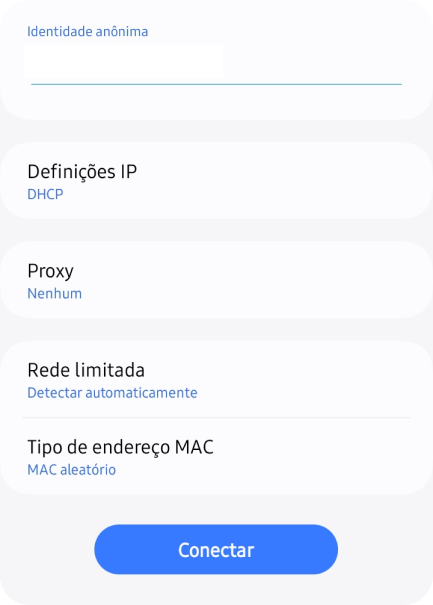 Identidade anônima
Definições IP
DHCP
Proxy
Nenhum
Rede limitada
Detectar automaticamente
Tipo de endereço MAC
MAC aleatório
Conectar